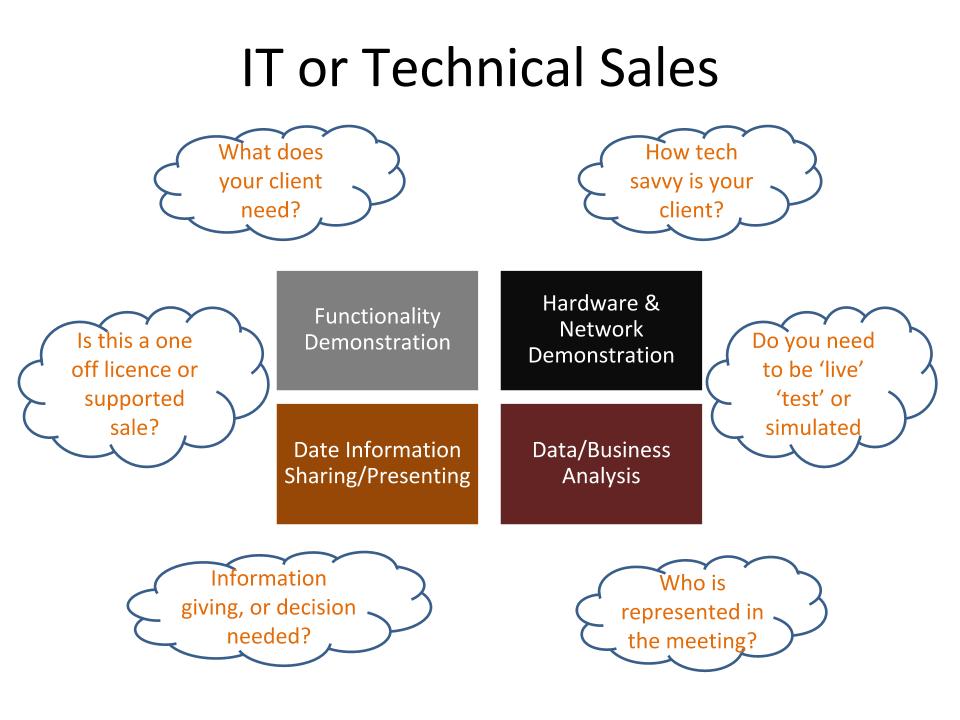 IT or Technical Sales
What does
your client
need?
How tech
savvy is your
client?
Functionality
Demonstration
Hardware &
Network
Demonstration
Is this a one
off licence or
supported
sale?
Do you need
to be ‘live’
‘test’ or
simulated
Date Information
Sharing/Presenting
Data/Business
Analysis
Information
giving, or decision
needed?
Who is
represented in
the meeting?